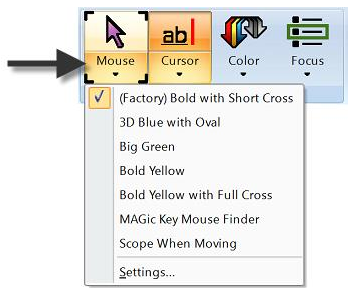 ab
Mouse Cursor Color Focus
(Factory) Bold with Short Cross
3D Blue with Oval
Big Green
Bold Yellow
Bold Yellow with Full Cross
MAGic Key Mouse Finder
Scope When Moving
Settings...